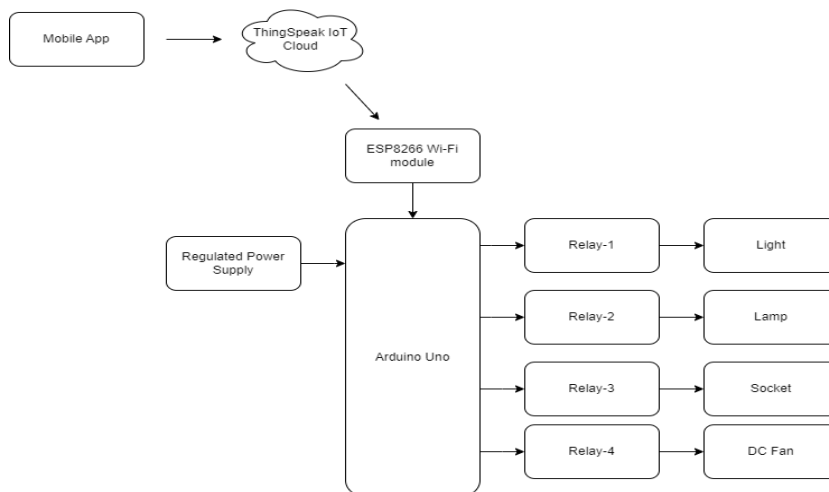 Mobile App
ThingSpeak IoT
Cloud
ESP8266 Wi-Fi
module
Regulated Power
Supply
Arduino Uno
Relay-1
Light
Relay-2
Lamp
Relay-3
Socket
Relay-4
DC Fan